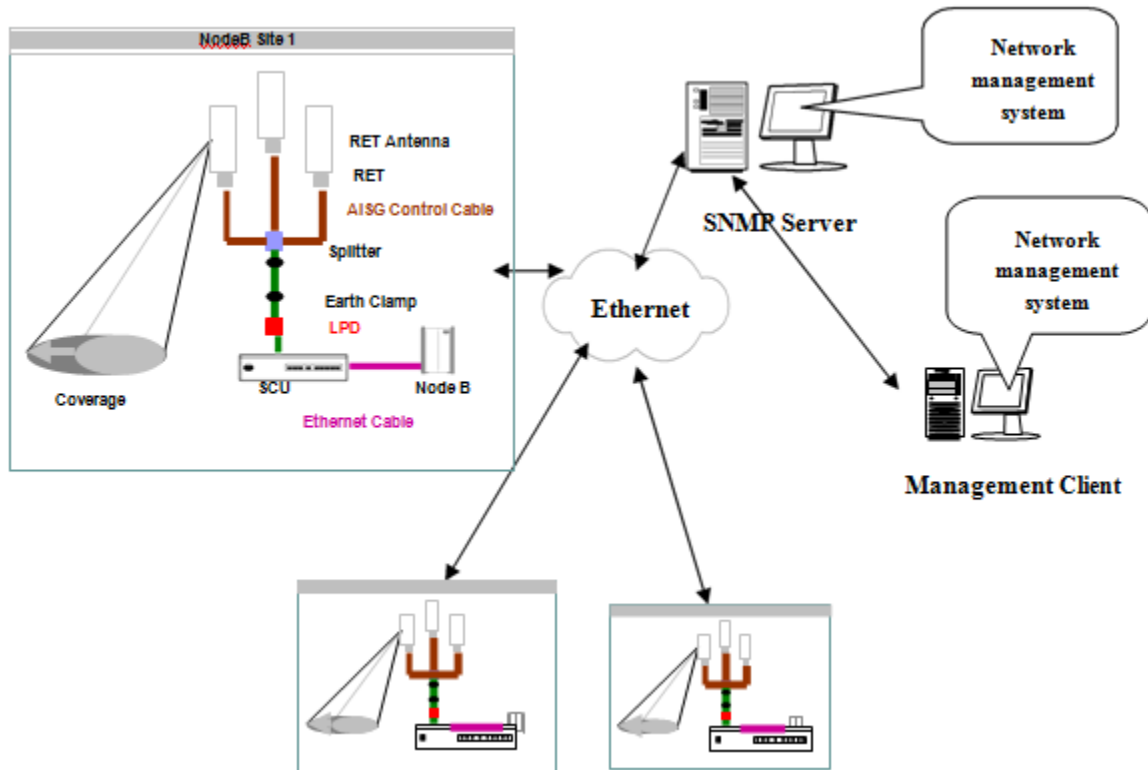 NodeB Site 1
RET Antenna
RET
AISG Control Cable
Splitter
Earth Clamp
LPD
SCU
Node B
Coverage
Ethernet Cable
Ethernet
SNMP Server
Network
management
system
Network
management
system
Management Client